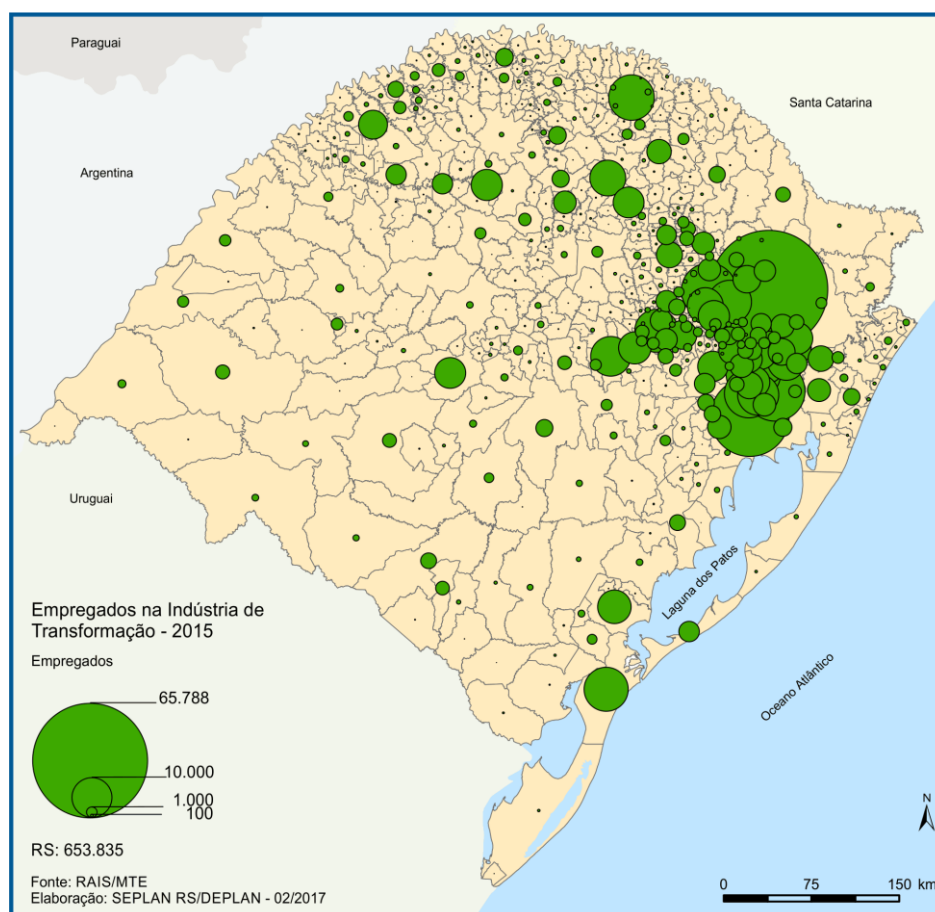 Paraguai
Santa Catarina
Argentina
Uruguai
Laguna dos Patos
Oceano Atlântico
Empregados na Indústria de
Transformação - 2015
Empregados
65.788
10.000
1.000
100
RS: 653.835
Fonte: RAIS/MTE
Elaboração: SEPLAN RS/DEPLAN - 02/2017
N
0 75 150 km